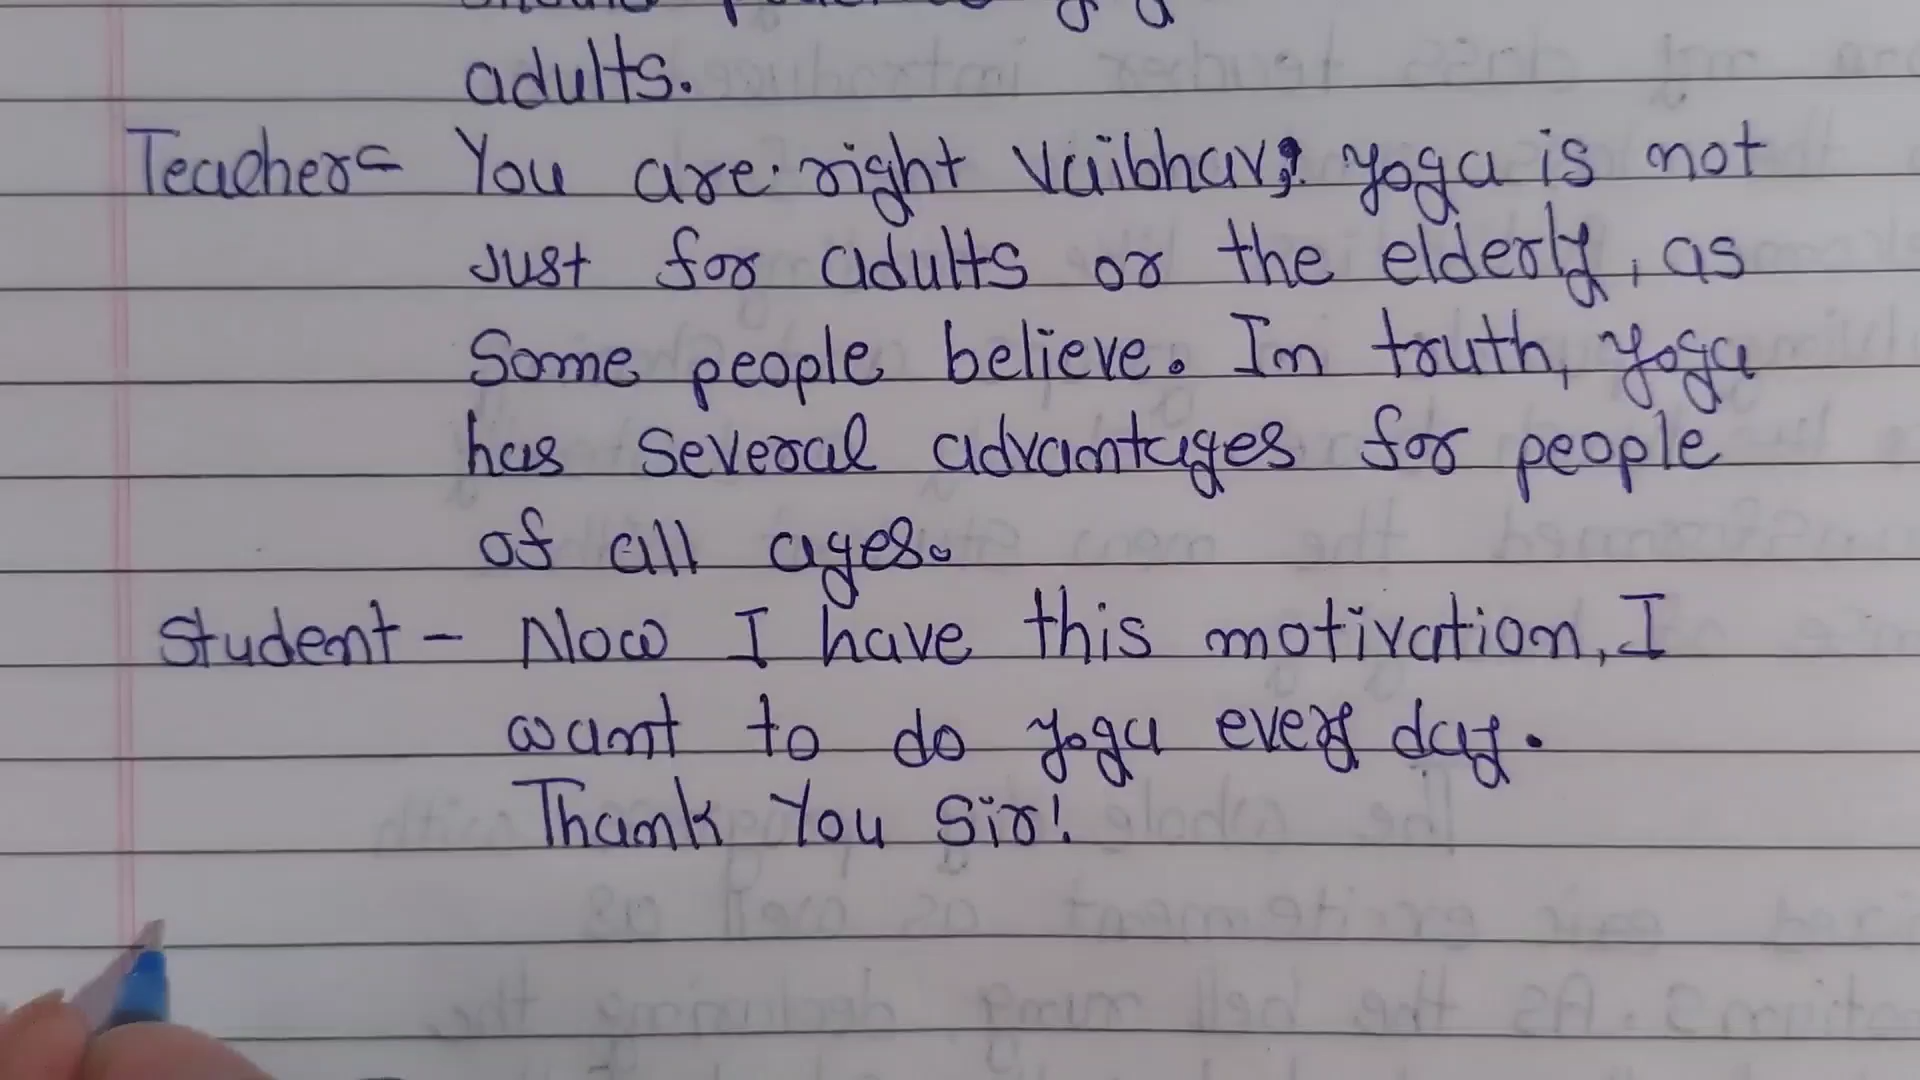 adults.
Teacher= You are right Vaibhav, yoga is not
Just for adults or the elderly, as
Some people believe. In truth, yoga
has several advantages for people
of all ages.
Student - Now I have this motivation, I
want to do yoga every day.
Thank You Sir!